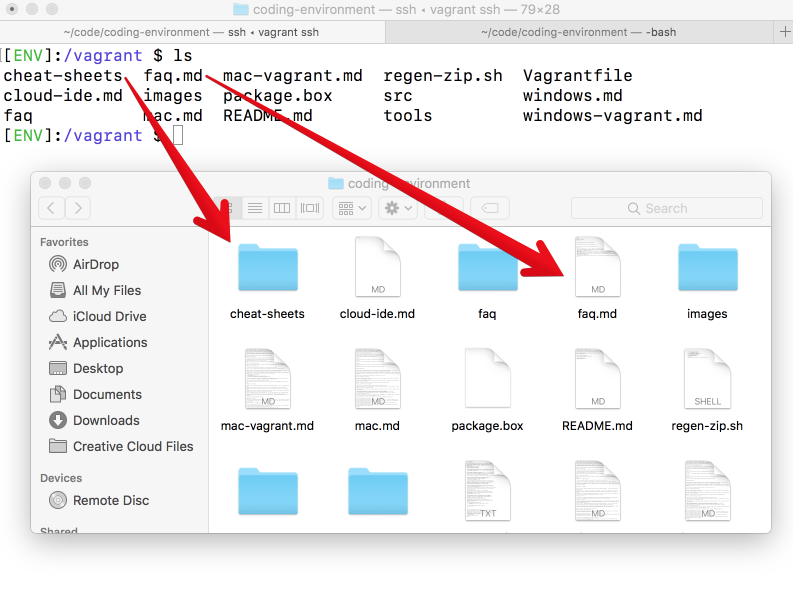 coding-environment — ssh ◂ vagrant ssh — 79×28
~/code/coding-environment — ssh ◂ vagrant ssh ~/code/coding-environment — -bash +
[[ENV]:/vagrant $ ls
cheat-sheets faq.md mac-vagrant.md regen-zip.sh Vagrantfile
cloud-ide.md images package.box src windows.md
faq mac.md README.md tools windows-vagrant.md
[ENV]:/vagrant $
coding-environment
Search
Favorites
AirDrop
All My Files
iCloud Drive
Applications
Desktop
Documents
Downloads
Creative Cloud Files
Devices
Remote Disc
Shared
MD MD
cheat-sheets cloud-ide.md faq faq.md images
MD MD MD SHELL
mac-vagrant.md mac.md package.box README.md regen-zip.sh
TXT MD MD